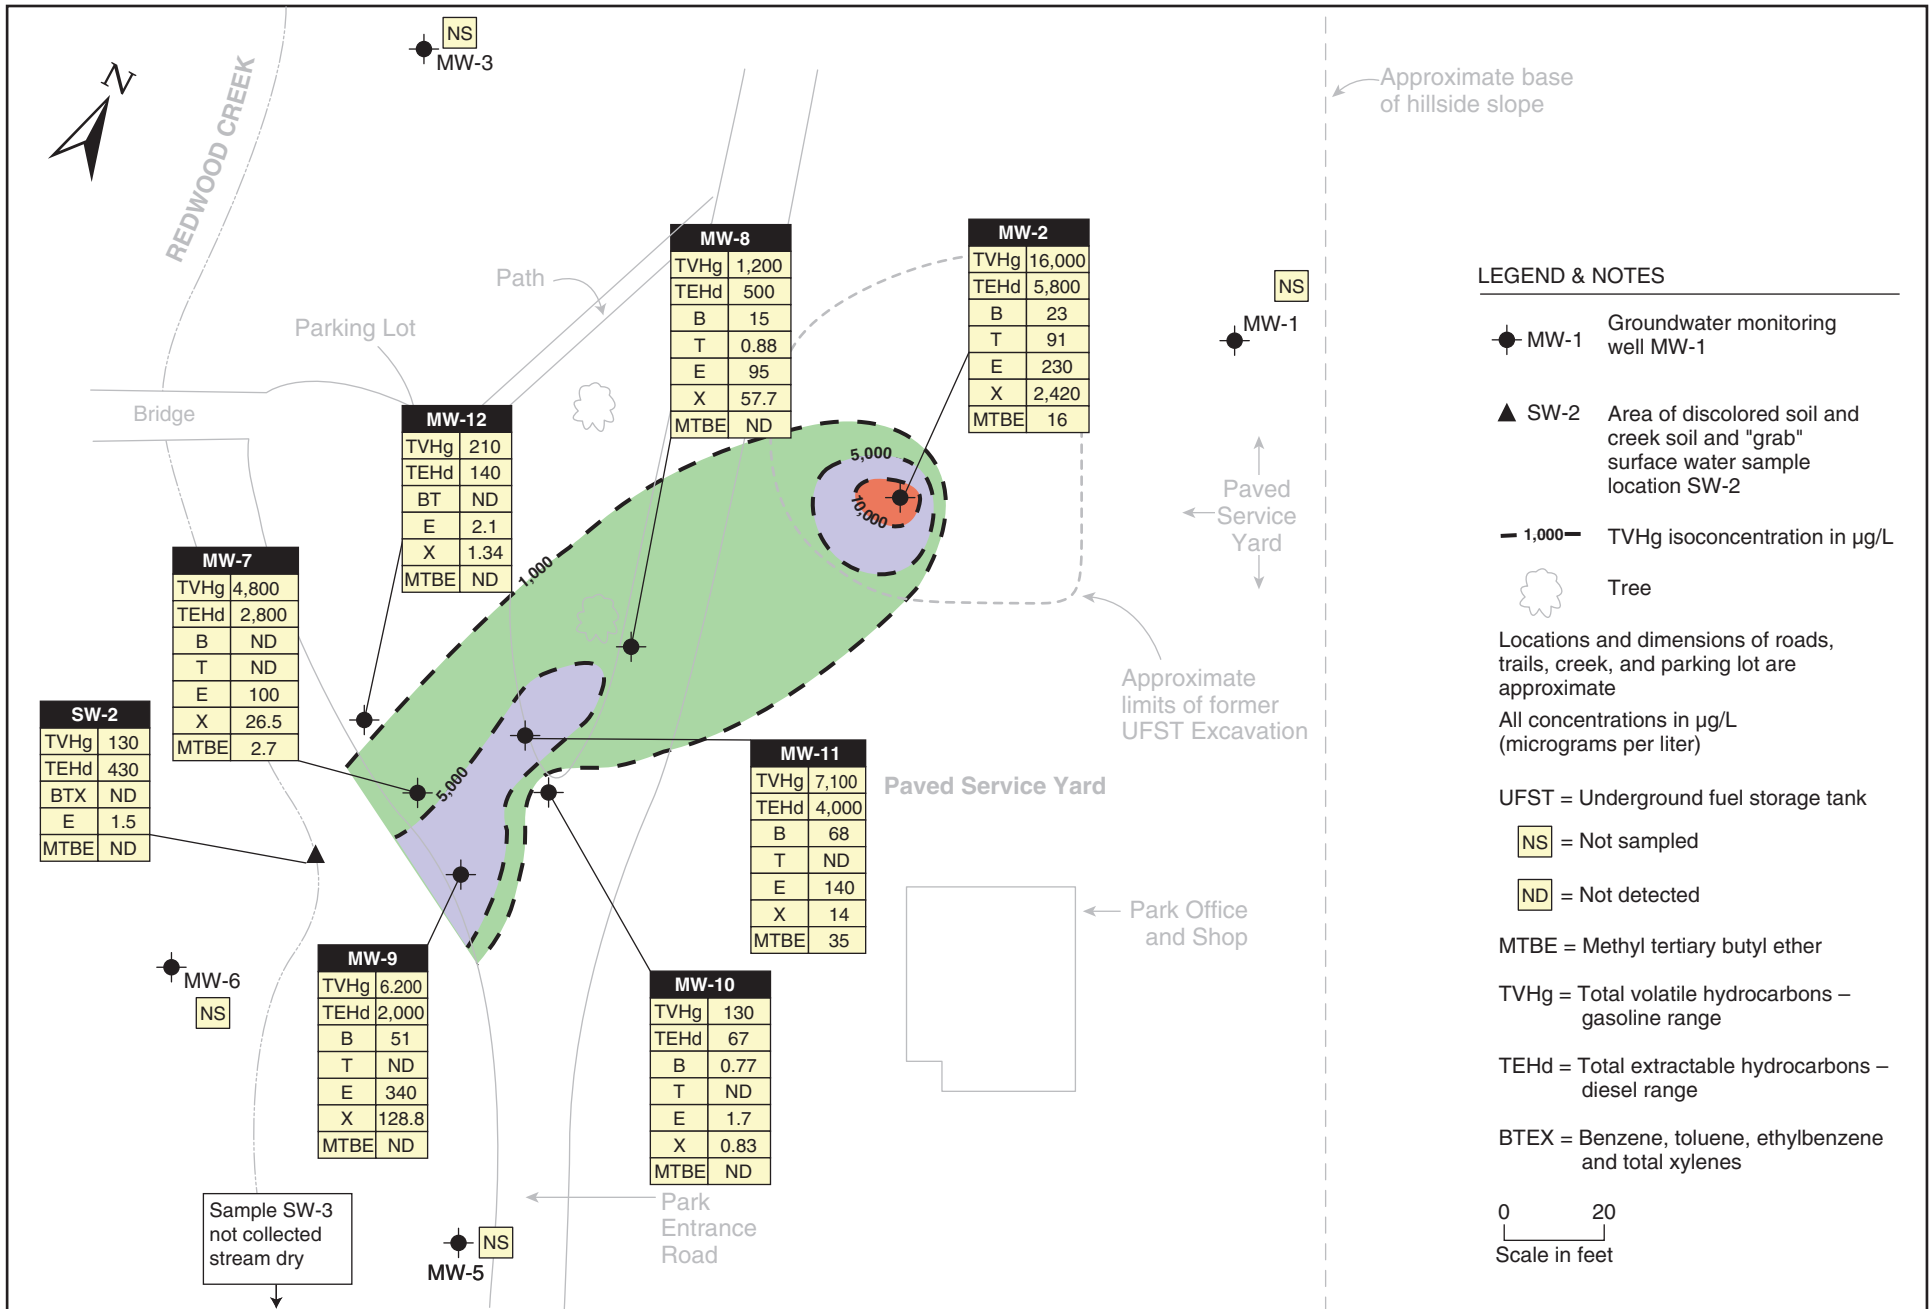 NS
MW-3
N
REDWOOD CREEK
Approximate base
of hillside slope
Path
Parking Lot
Bridge
MW-8
TVHg 1,200
TEHd 500
B 15
T 0.88
E 95
X 57.7
MTBE ND
MW-2
TVHg 16,000
TEHd 5,800
B 23
T 91
E 230
X 2,420
MTBE 16
NS
MW-1
MW-12
TVHg 210
TEHd 140
BT ND
E 2.1
X 1.34
MTBE ND
5,000
10,000
1,000
Paved
Service
Yard
MW-7
TVHg 4,800
TEHd 2,800
B ND
T ND
E 100
X 26.5
MTBE 2.7
SW-2
TVHg 130
TEHd 430
BTX ND
E 1.5
MTBE ND
5,000
Approximate
limits of former
UFST Excavation
MW-11
TVHg 7,100
TEHd 4,000
B 68
T ND
E 140
X 14
MTBE 35
Paved Service Yard
Park Office
and Shop
MW-6
NS
MW-9
TVHg 6.200
TEHd 2,000
B 51
T ND
E 340
X 128.8
MTBE ND
MW-10
TVHg 130
TEHd 67
B 0.77
T ND
E 1.7
X 0.83
MTBE ND
Sample SW-3
not collected
stream dry
NS
MW-5
Park
Entrance
Road
LEGEND & NOTES
MW-1 Groundwater monitoring
well MW-1
SW-2 Area of discolored soil and
creek soil and "grab"
surface water sample
location SW-2
1,000 TVHg isoconcentration in µg/L
Tree
Locations and dimensions of roads,
trails, creek, and parking lot are
approximate
All concentrations in µg/L
(micrograms per liter)
UFST = Underground fuel storage tank
NS = Not sampled
ND = Not detected
MTBE = Methyl tertiary butyl ether
TVHg = Total volatile hydrocarbons –
gasoline range
TEHd = Total extractable hydrocarbons –
diesel range
BTEX = Benzene, toluene, ethylbenzene
and total xylenes
0 20
Scale in feet